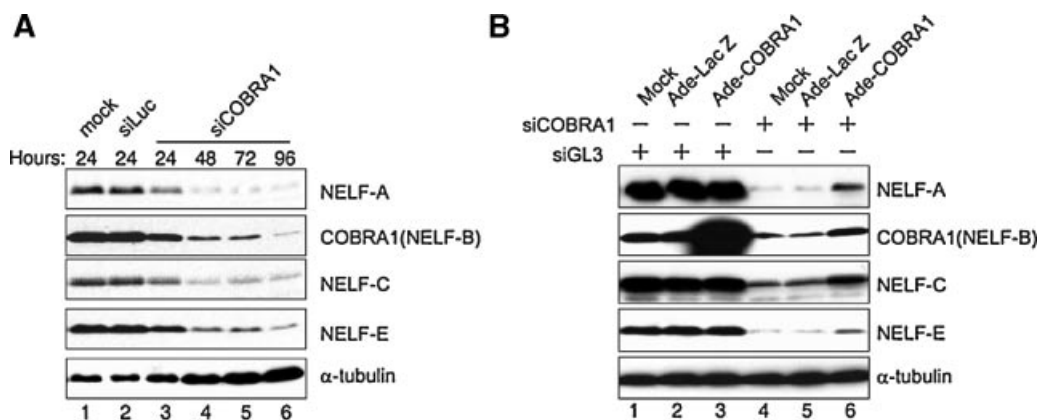 A
mock siLuc siCOBRA1
Hours: 24 24 24 48 72 96
NELF-A
COBRA1(NELF-B)
NELF-C
NELF-E
α-tubulin
1 2 3 4 5 6
B
Mock Ade-Lac Z Ade-COBRA1 Mock Ade-Lac Z Ade-COBRA1
siCOBRA1 − − − + + +
siGL3 + + + − − −
NELF-A
COBRA1(NELF-B)
NELF-C
NELF-E
α-tubulin
1 2 3 4 5 6